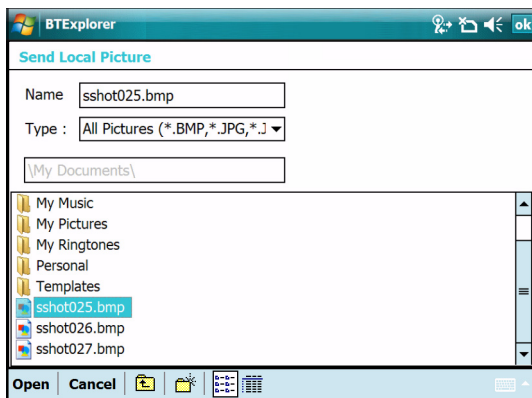 BTExplorer ok
Send Local Picture
Name sshot025.bmp
Type : All Pictures (*.BMP,*.JPG,*.J
\My Documents\
My Music
My Pictures
My Ringtones
Personal
Templates
sshot025.bmp
sshot026.bmp
sshot027.bmp
Open Cancel